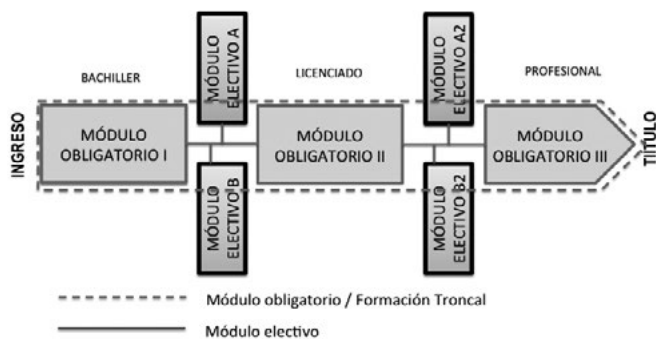 BACHILLER
LICENCIADO
PROFESIONAL
INGRESO
MÓDULO
OBLIGATORIO I
MÓDULO
ELECTIVO A
MÓDULO
ELECTIVO B
MÓDULO
OBLIGATORIO II
MÓDULO
ELECTIVO A2
MÓDULO
ELECTIVO B2
MÓDULO
OBLIGATORIO III
TIÍTULO
Módulo obligatorio / Formación Troncal
Módulo electivo